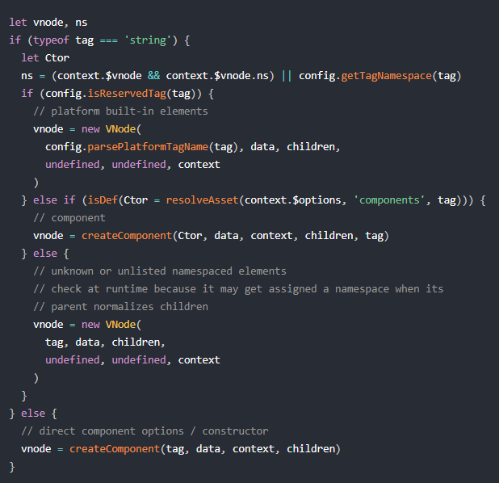 let vnode, ns
if (typeof tag === 'string') {
  let Ctor
  ns = (context.$vnode && context.$vnode.ns) || config.getTagNamespace(tag)
  if (config.isReservedTag(tag)) {
    // platform built-in elements
    vnode = new VNode(
      config.parsePlatformTagName(tag), data, children,
      undefined, undefined, context
    )
  } else if (isDef(Ctor = resolveAsset(context.$options, 'components', tag))) {
    // component
    vnode = createComponent(Ctor, data, context, children, tag)
  } else {
    // unknown or unlisted namespaced elements
    // check at runtime because it may get assigned a namespace when its
    // parent normalizes children
    vnode = new VNode(
      tag, data, children,
      undefined, undefined, context
    )
  }
} else {
  // direct component options / constructor
  vnode = createComponent(tag, data, context, children)
}